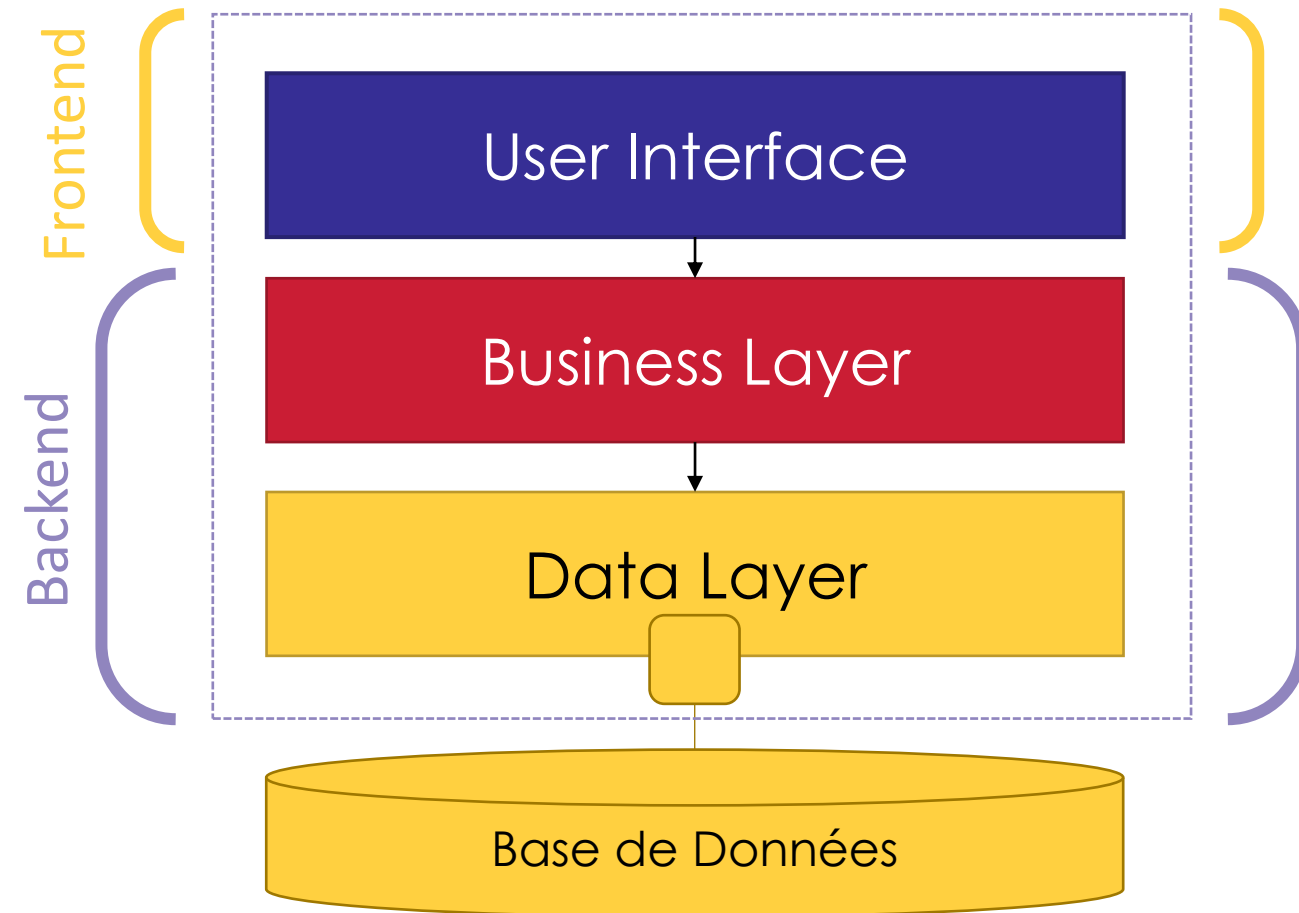 Frontend
User Interface
Backend
Business Layer
Data Layer
Base de Données